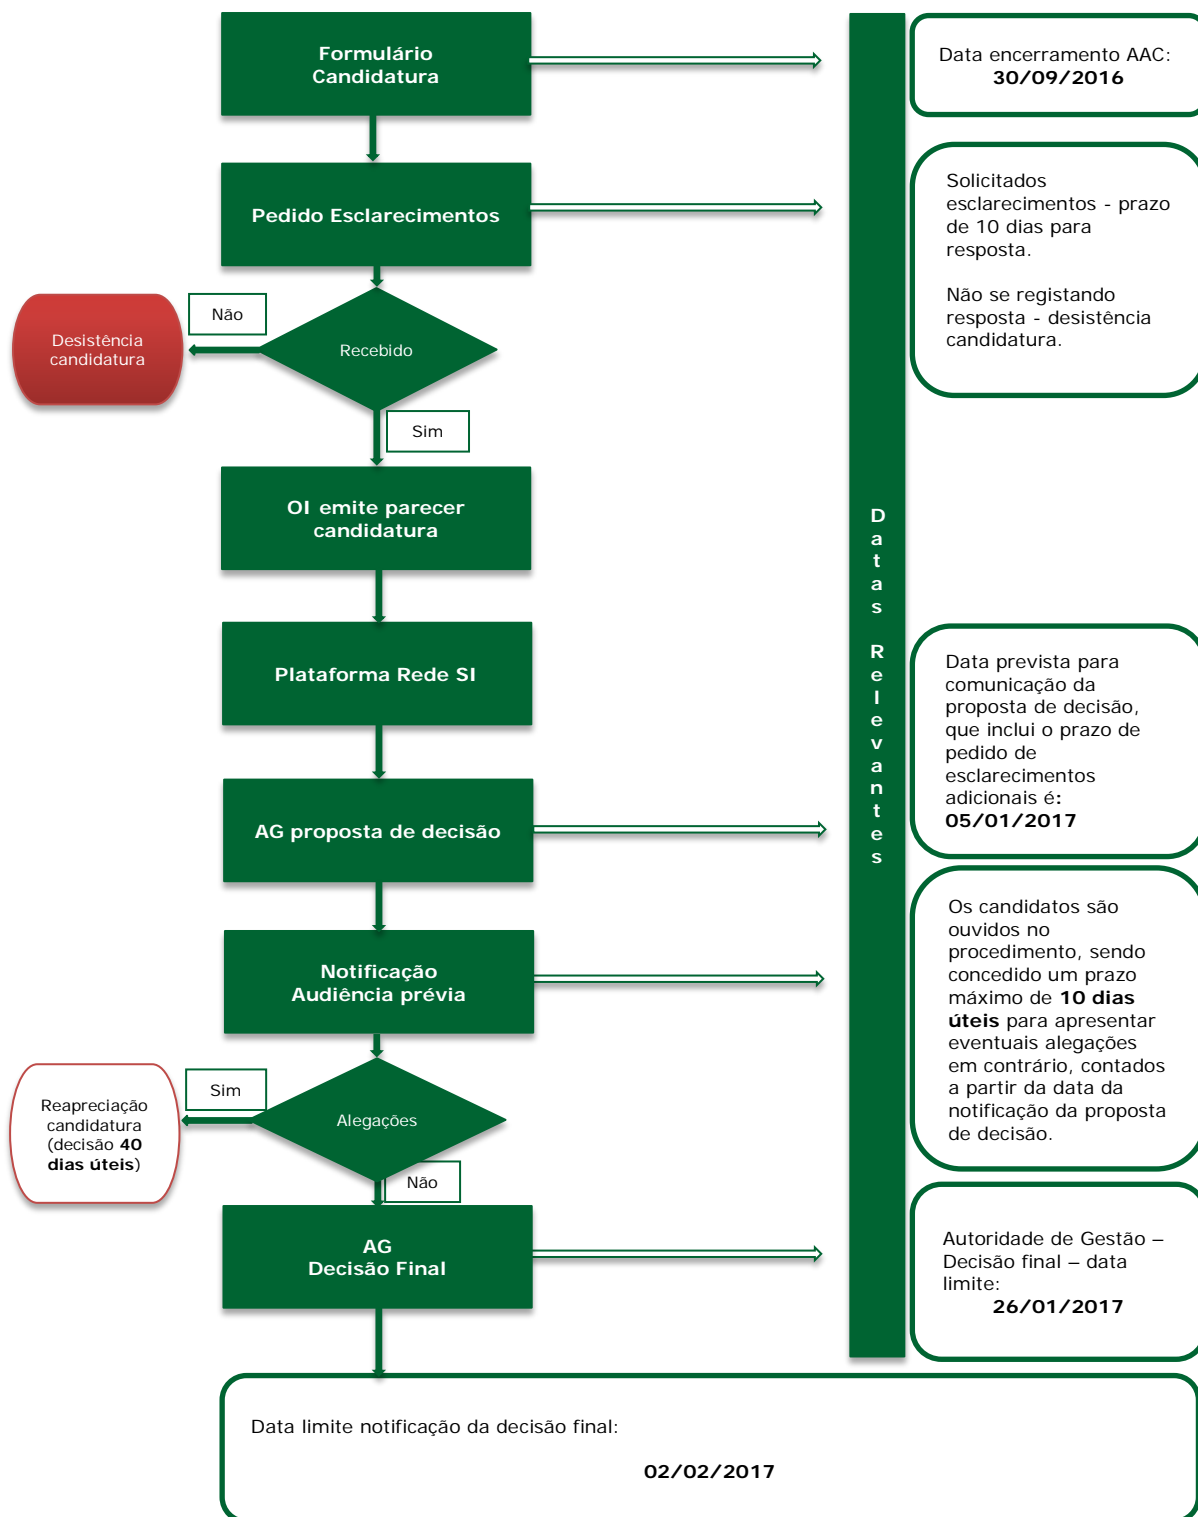 Formulário
Candidatura
Data encerramento AAC:
30/09/2016
Pedido Esclarecimentos
Solicitados
esclarecimentos - prazo
de 10 dias para
resposta.
Não se registando
resposta - desistência
candidatura.
Não
Desistência
candidatura
Recebido
Sim
OI emite parecer
candidatura
Datas Relevantes
Plataforma Rede SI
Data prevista para
comunicação da
proposta de decisão,
que inclui o prazo de
pedido de
esclarecimentos
adicionais é:
05/01/2017
AG proposta de decisão
Notificação
Audiência prévia
Os candidatos são
ouvidos no
procedimento, sendo
concedido um prazo
máximo de 10 dias
úteis para apresentar
eventuais alegações
em contrário, contados
a partir da data da
notificação da proposta
de decisão.
Sim
Reapreciação
candidatura
(decisão 40
dias úteis)
Alegações
Não
AG
Decisão Final
Autoridade de Gestão –
Decisão final – data
limite:
26/01/2017
Data limite notificação da decisão final:
02/02/2017